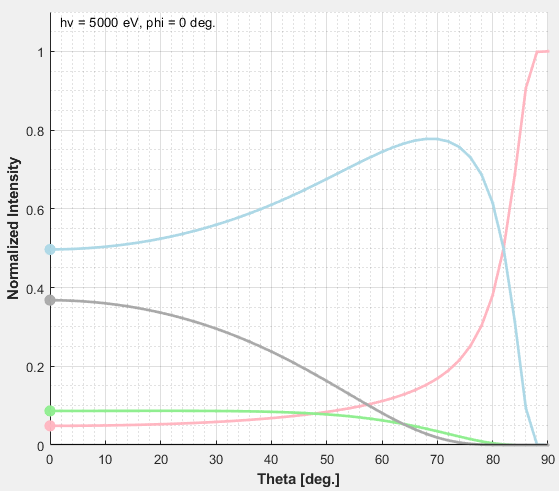 hv = 5000 eV, phi = 0 deg.
1
0.8
0.6
0.4
0.2
0
Normalized Intensity
0 10 20 30 40 50 60 70 80 90
Theta [deg.]